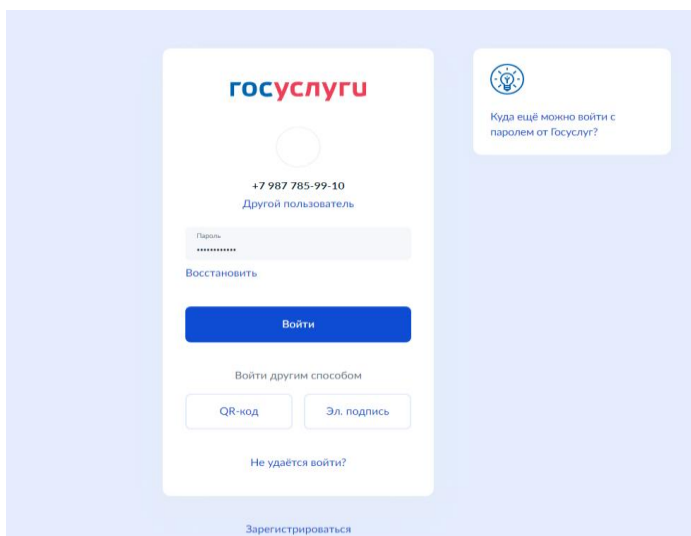 госуслуги
+7 987 785-99-10
Другой пользователь
Пароль
••••••••••••
Восстановить
Войти
Войти другим способом
QR-код
Эл. подпись
Не удаётся войти?
Зарегистрироваться
Куда ещё можно войти с
паролем от Госуслуг?